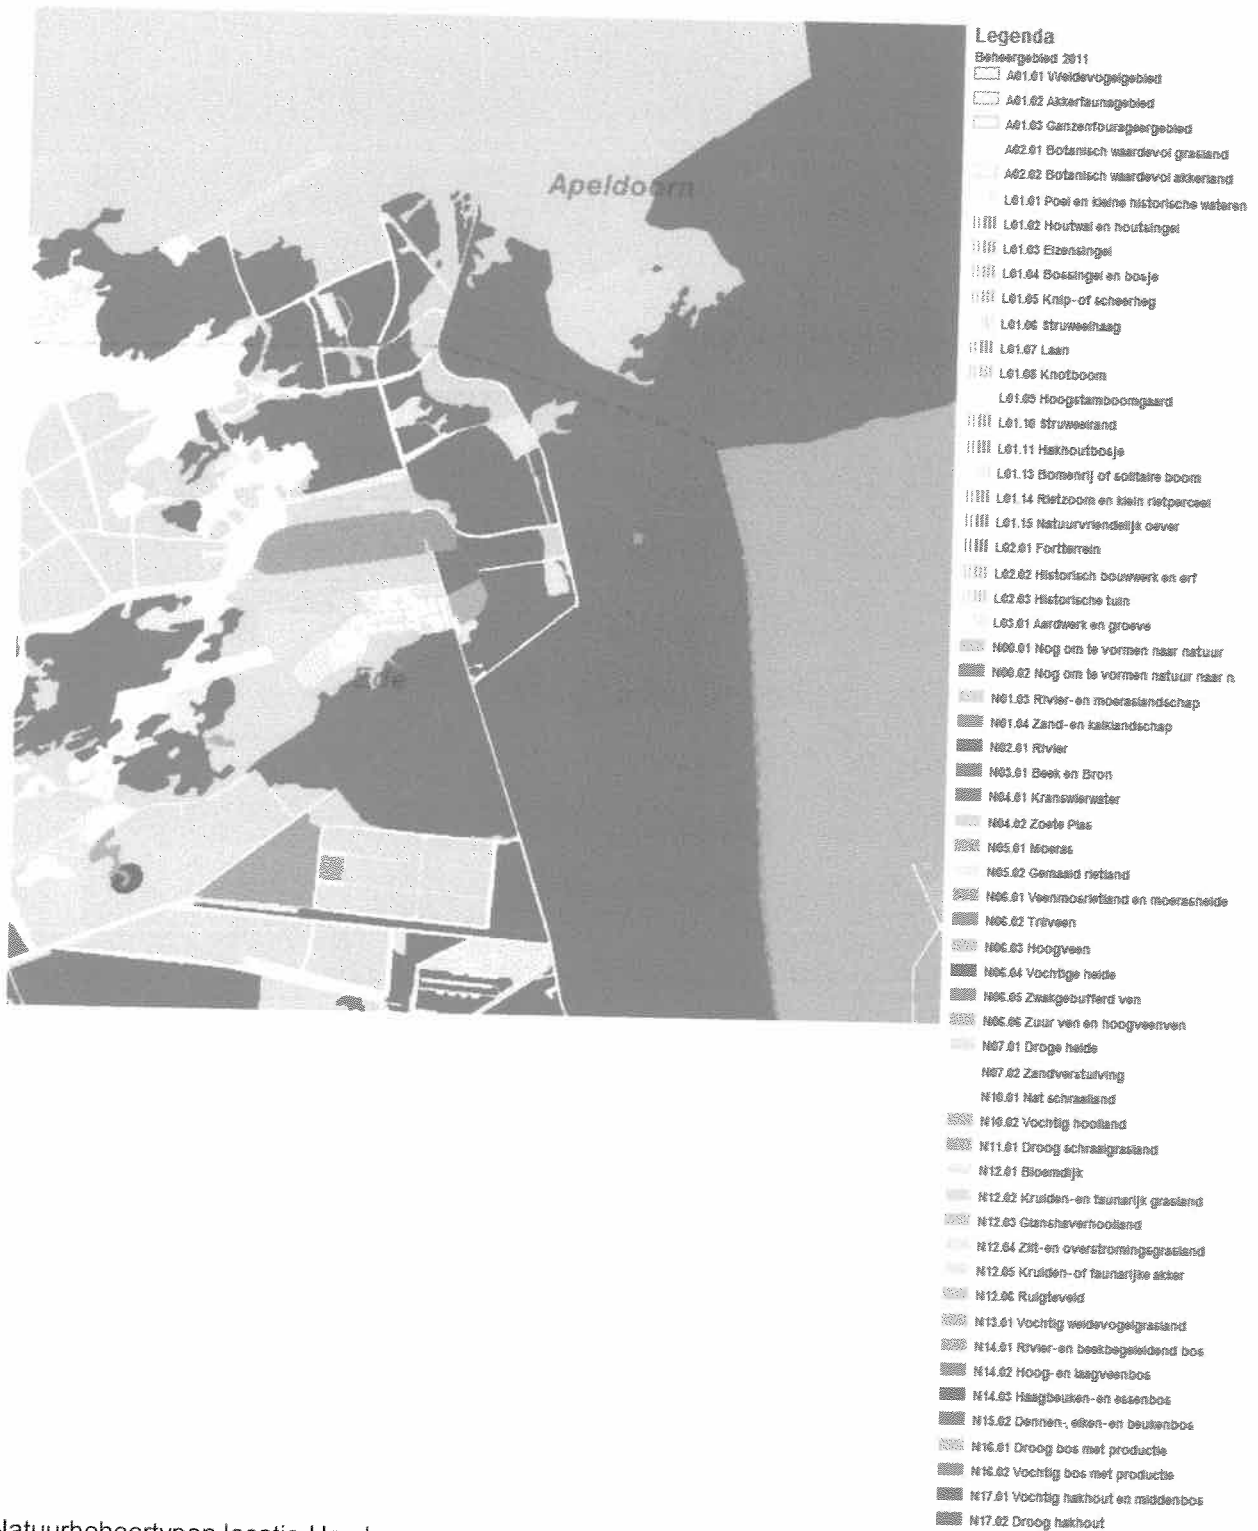 Legenda
Beheergebied 2011
A01.01 Weidevogelgebied
A01.02 Akkerfaunagebied
A01.03 Ganzenfourageergebied
A02.01 Botanisch waardevol grasland
A02.02 Botanisch waardevol akkerland
L01.01 Poel en kleine historische wateren
L01.02 Houtwal en houtsingel
L01.03 Elzensingel
L01.04 Bossingel en bosje
L01.05 Knip- of scheerheg
L01.06 Struweelhaag
L01.07 Laan
L01.08 Knotboom
L01.09 Hoogstamboomgaard
L01.10 Struweelrand
L01.11 Hakhoutbosje
L01.13 Bomenrij of solitaire boom
L01.14 Rietzoom en klein rietperceel
L01.15 Natuurvriendelijk oever
L02.01 Fortterrein
L02.02 Historisch bouwwerk en erf
L02.03 Historische tuin
L03.01 Aardwerk en groeve
N00.01 Nog om te vormen naar natuur
N00.02 Nog om te vormen natuur naar n
N01.03 Rivier- en moeraslandschap
N01.04 Zand- en kalklandschap
N02.01 Rivier
N03.01 Beek en Bron
N04.01 Kranswierwater
N04.02 Zoete Plas
N05.01 Moeras
N05.02 Gemaaid rietland
N06.01 Veenmosrietland en moerasheide
N06.02 Trilveen
N06.03 Hoogveen
N06.04 Vochtige heide
N06.05 Zwakgebufferd ven
N06.06 Zuur ven en hoogveenven
N07.01 Droge heide
N07.02 Zandverstuiving
N10.01 Nat schraalland
N10.02 Vochtig hooiland
N11.01 Droog schraalgrasland
N12.01 Bloemdijk
N12.02 Kruiden- en faunarijk grasland
N12.03 Glanshaverhooiland
N12.04 Zilt- en overstromingsgrasland
N12.05 Kruiden- of faunarijke akker
N12.06 Ruigteveld
N13.01 Vochtig weidevogelgrasland
N14.01 Rivier- en beekbegeleidend bos
N14.02 Hoog- en laagveenbos
N14.03 Haagbeuken- en essenbos
N15.02 Dennen-, eiken- en beukenbos
N16.01 Droog bos met productie
N16.02 Vochtig bos met productie
N17.01 Vochtig hakhout en middenbos
N17.02 Droog hakhout
Apeldoorn
Ede